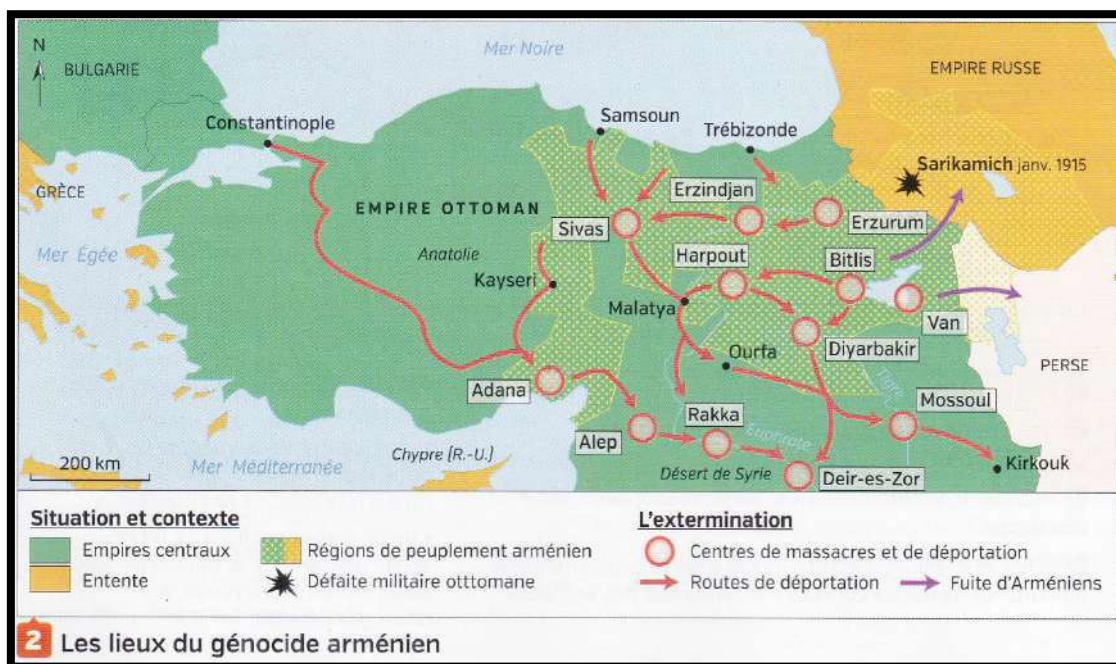 N
Mer Noire
BULGARIE
EMPIRE RUSSE
Constantinople
Samsoun
Trébizonde
Sarikamich janv. 1915
GRÈCE
EMPIRE OTTOMAN
Erzindjan
Sivas
Erzurum
Mer Égée
Anatolie
Harpout
Bitlis
Kayseri
Malatya
Van
Diyarbakir
Ourfa
PERSE
Adana
Tigre
Mossoul
Rakka
Alep
Euphrate
200 km
Mer Méditerranée
Chypre (R.-U.)
Désert de Syrie
Deir-es-Zor
Kirkouk
Situation et contexte
Empires centraux
Entente
Régions de peuplement arménien
Défaite militaire otttomane
L'extermination
Centres de massacres et de déportation
Routes de déportation
Fuite d'Arméniens
2 Les lieux du génocide arménien